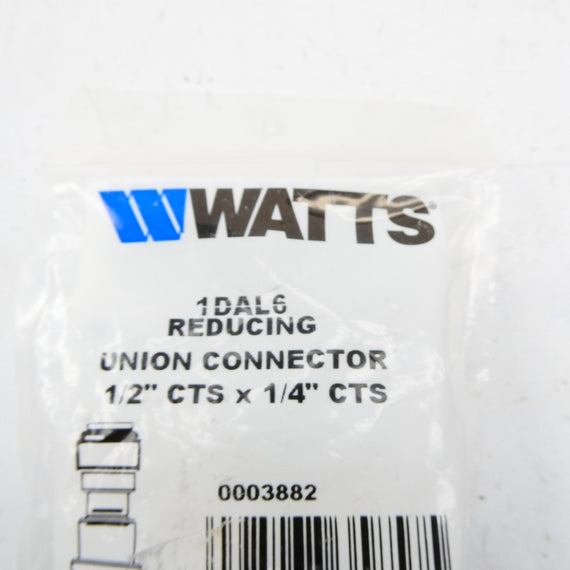 WATTS
1DAL6
REDUCING
UNION CONNECTOR
1/2" CTS x 1/4" CTS
0003882